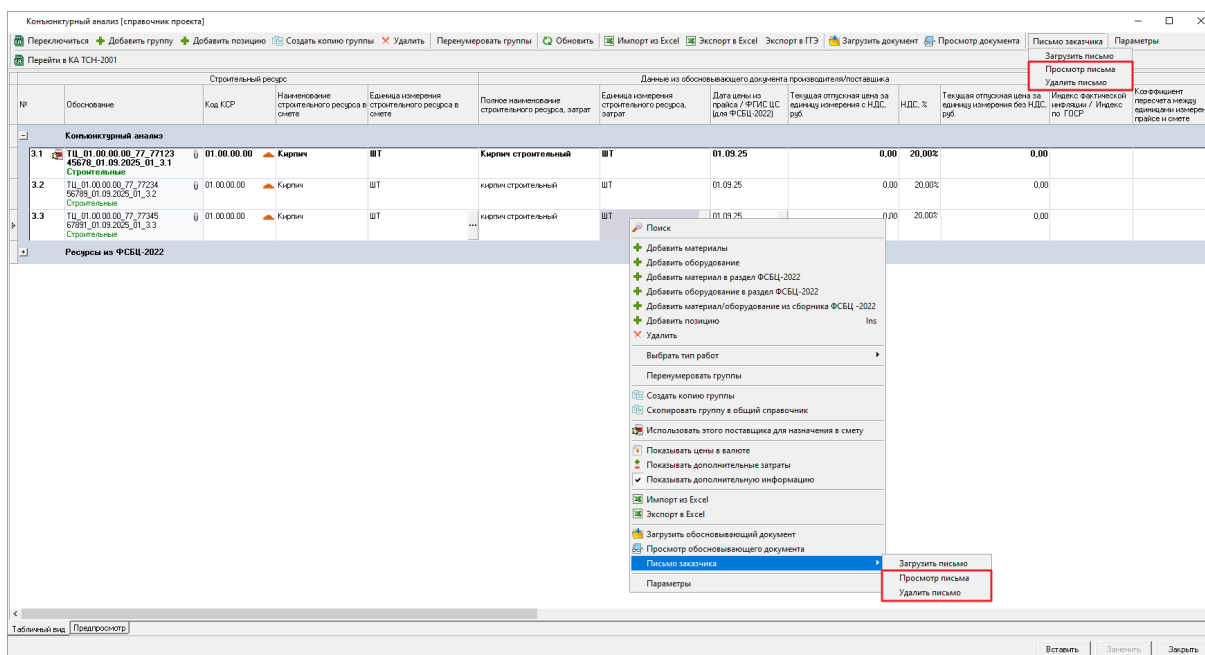 Конъюнктурный анализ [справочник проекта]
Переключиться Добавить группу Добавить позицию Создать копию группы Удалить Перенумеровать группы Обновить Импорт из Excel Экспорт в Excel Экспорт в ГГЭ Загрузить документ Просмотр документа Письмо заказчика Параметры
Перейти в КА ТСН-2001
Загрузить письмо
Просмотр письма
Удалить письмо
Строительный ресурс Данные из обосновывающего документа производителя/поставщика
№ Обоснование Код КСР Наименование строительного ресурса в смете Единица измерения строительного ресурса в смете Полное наименование строительного ресурса, затрат Единица измерения строительного ресурса, затрат Дата цены из прайса / ФГИС ЦС (для ФСБЦ-2022) Текущая отпускная цена за единицу измерения с НДС, руб. НДС, % Текущая отпускная цена за единицу измерения без НДС, руб. Индекс фактической инфляции / Индекс по ГОСР Коэффициент пересчета между единицами измерен прайсе и смете
Конъюнктурный анализ
3.1 ТЦ_01.00.00.00_77_77123 01.00.00.00 Кирпич ШТ Кирпич строительный ШТ 01.09.25 0,00 20,00% 0,00
45678_01.09.2025_01_3.1
Строительные
3.2 ТЦ_01.00.00.00_77_77234 01.00.00.00 Кирпич ШТ кирпич строительный ШТ 01.09.25 0,00 20,00% 0,00
56789_01.09.2025_01_3.2
Строительные
3.3 ТЦ_01.00.00.00_77_77345 01.00.00.00 Кирпич ШТ ... кирпич строительный ШТ 01.09.25 0,00 20,00% 0,00
67891_01.09.2025_01_3.3
Строительные
Ресурсы из ФСБЦ-2022
Поиск
Добавить материалы
Добавить оборудование
Добавить материал в раздел ФСБЦ-2022
Добавить оборудование в раздел ФСБЦ-2022
Добавить материал/оборудование из сборника ФСБЦ -2022
Добавить позицию Ins
Удалить
Выбрать тип работ
Перенумеровать группы
Создать копию группы
Скопировать группу в общий справочник
Использовать этого поставщика для назначения в смету
Показывать цены в валюте
Показывать дополнительные затраты
Показывать дополнительную информацию
Импорт из Excel
Экспорт в Excel
Загрузить обосновывающий документ
Просмотр обосновывающего документа
Письмо заказчика Загрузить письмо
Просмотр письма
Параметры
Удалить письмо
Табличный вид Предпросмотр
Вставить Заменить Закрыть